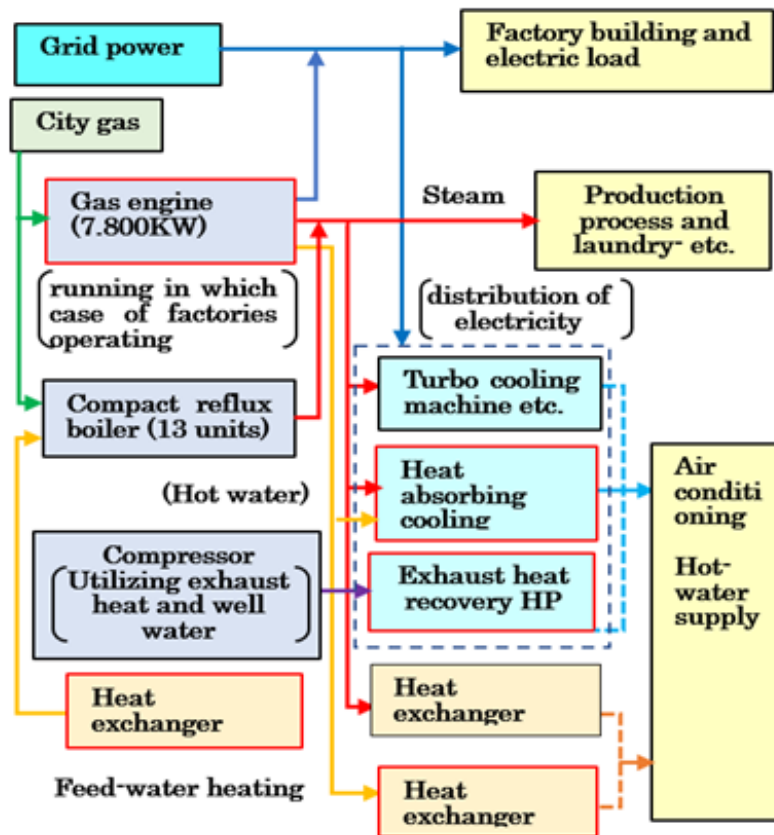 Grid power
Factory building and
electric load
City gas
Gas engine
(7.800KW)
Steam
Production
process and
laundry- etc.
(running in which
case of factories
operating)
(distribution of
electricity)
Turbo cooling
machine etc.
Compact reflux
boiler (13 units)
Heat
absorbing
cooling
Air
conditi
oning
(Hot water)
Compressor
(Utilizing exhaust
heat and well
water)
Exhaust heat
recovery HP
Hot-
water
supply
Heat
exchanger
Heat
exchanger
Feed-water heating
Heat
exchanger